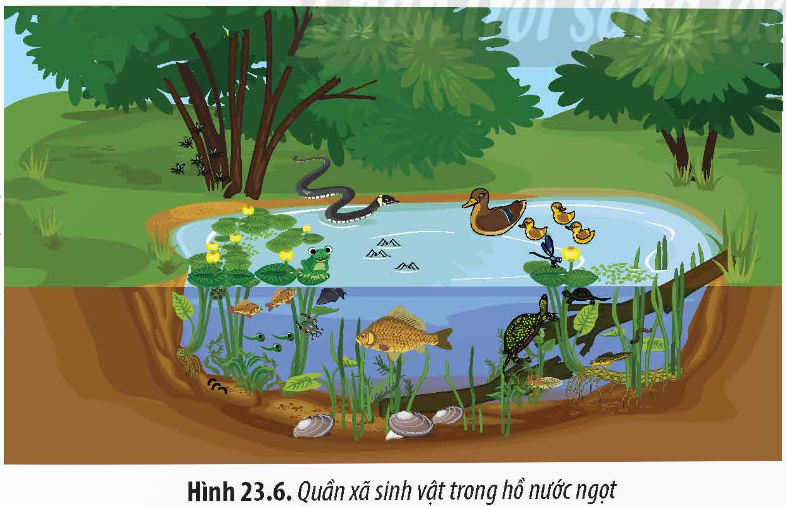 Hình 23.6. Quần xã sinh vật trong hồ nước ngọt